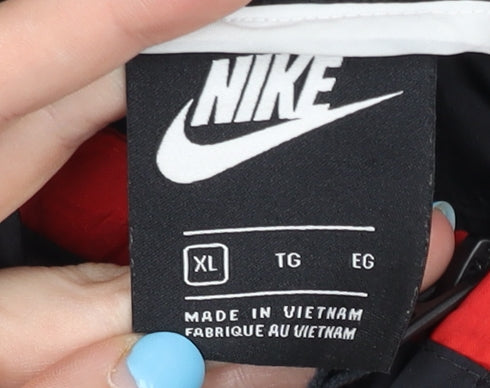 NIKE
XL TG EG
MADE IN VIETNAM
FABRIQUE AU VIETNAM